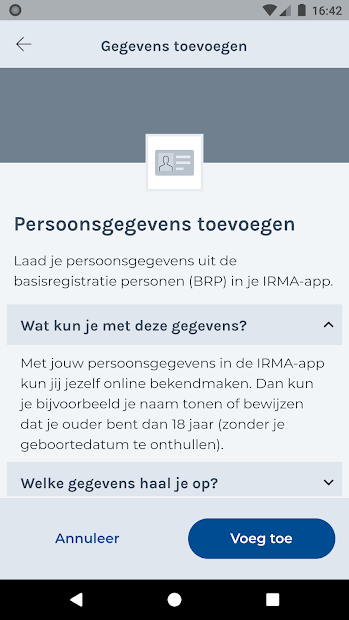 16:42
Gegevens toevoegen
Persoonsgegevens toevoegen
Laad je persoonsgegevens uit de
basisregistratie personen (BRP) in je IRMA-app.
Wat kun je met deze gegevens?
Met jouw persoonsgegevens in de IRMA-app
kun jij jezelf online bekendmaken. Dan kun
je bijvoorbeeld je naam tonen of bewijzen
dat je ouder bent dan 18 jaar (zonder je
geboortedatum te onthullen).
Welke gegevens haal je op?
Annuleer
Voeg toe